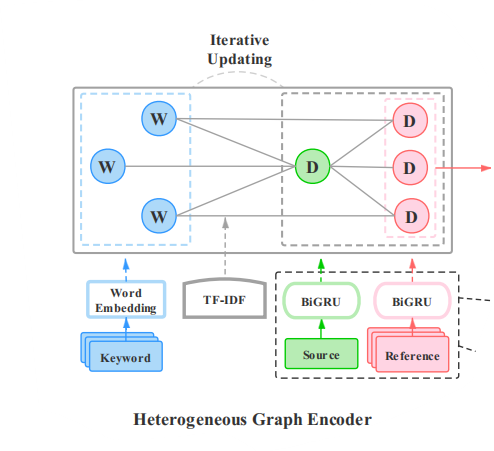 Iterative
Updating
W
D
W
D
D
W
D
Word
Embedding
TF-IDF
BiGRU
BiGRU
Keyword
Source
Reference
Heterogeneous Graph Encoder